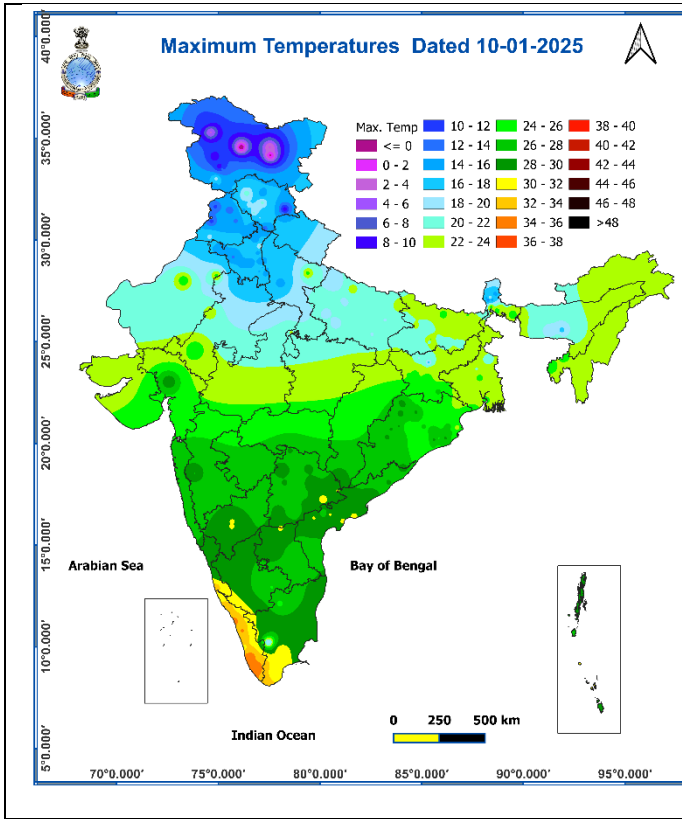 Maximum Temperatures Dated 10-01-2025
Max. Temp
<= 0
0 - 2
2 - 4
4 - 6
6 - 8
8 - 10
10 - 12
12 - 14
14 - 16
16 - 18
18 - 20
20 - 22
22 - 24
24 - 26
26 - 28
28 - 30
30 - 32
32 - 34
34 - 36
36 - 38
38 - 40
40 - 42
42 - 44
44 - 46
46 - 48
>48
40°0.000'
35°0.000'
30°0.000'
25°0.000'
20°0.000'
15°0.000'
10°0.000'
5°0.000'
Arabian Sea
Bay of Bengal
Indian Ocean
0 250 500 km
70°0.000' 75°0.000' 80°0.000' 85°0.000' 90°0.000' 95°0.000'